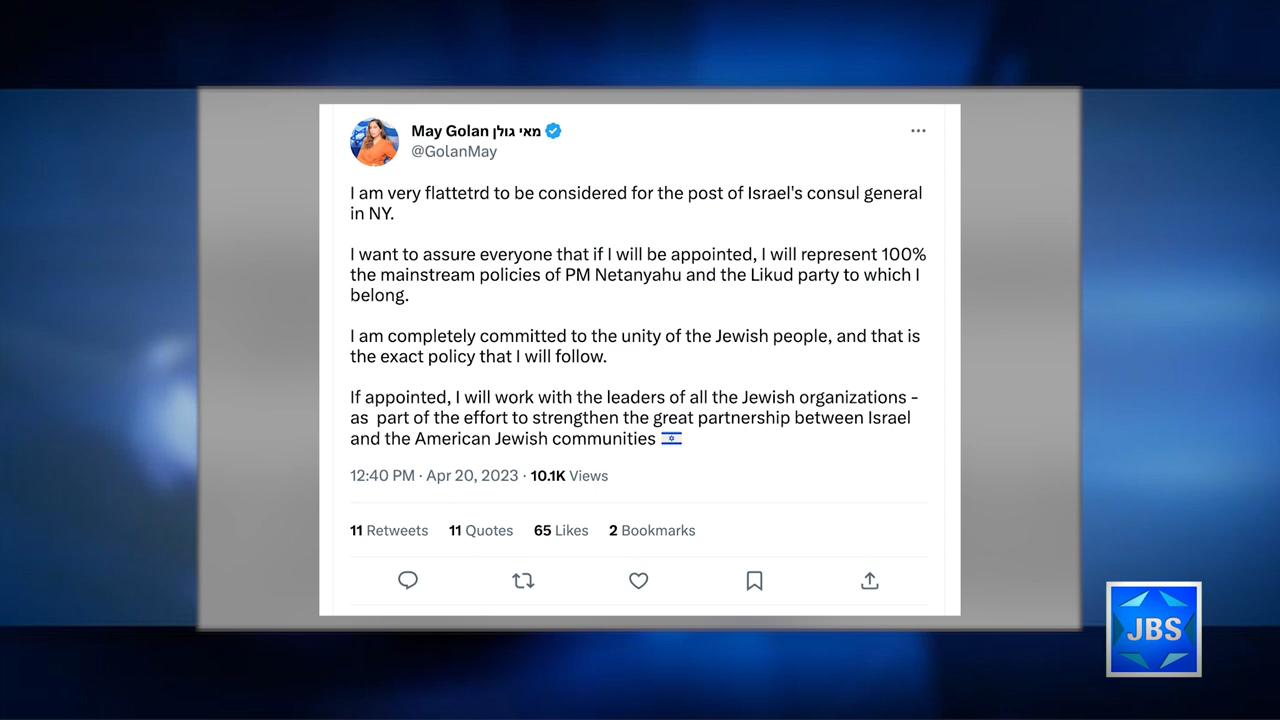 May Golan מאי גולן
@GolanMay
I am very flattetrd to be considered for the post of Israel's consul general
in NY.
I want to assure everyone that if I will be appointed, I will represent 100%
the mainstream policies of PM Netanyahu and the Likud party to which I
belong.
I am completely committed to the unity of the Jewish people, and that is
the exact policy that I will follow.
If appointed, I will work with the leaders of all the Jewish organizations -
as  part of the effort to strengthen the great partnership between Israel
and the American Jewish communities 🇮🇱
12:40 PM · Apr 20, 2023 · 10.1K Views
11 Retweets 11 Quotes 65 Likes 2 Bookmarks
JBS